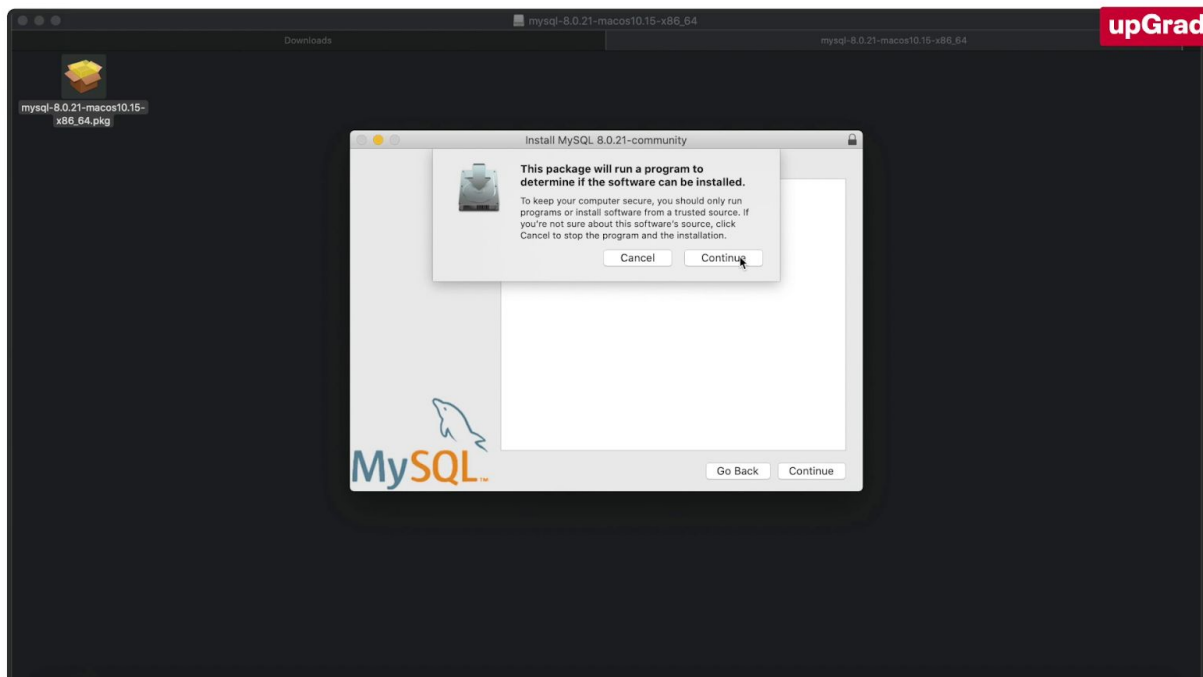 mysql-8.0.21-macos10.15-x86_64
upGrad
Downloads
mysql-8.0.21-macos10.15-x86_64
mysql-8.0.21-macos10.15-
x86_64.pkg
Install MySQL 8.0.21-community
This package will run a program to
determine if the software can be installed.
To keep your computer secure, you should only run
programs or install software from a trusted source. If
you're not sure about this software's source, click
Cancel to stop the program and the installation.
Cancel
Continue
MySQL™
Go Back
Continue